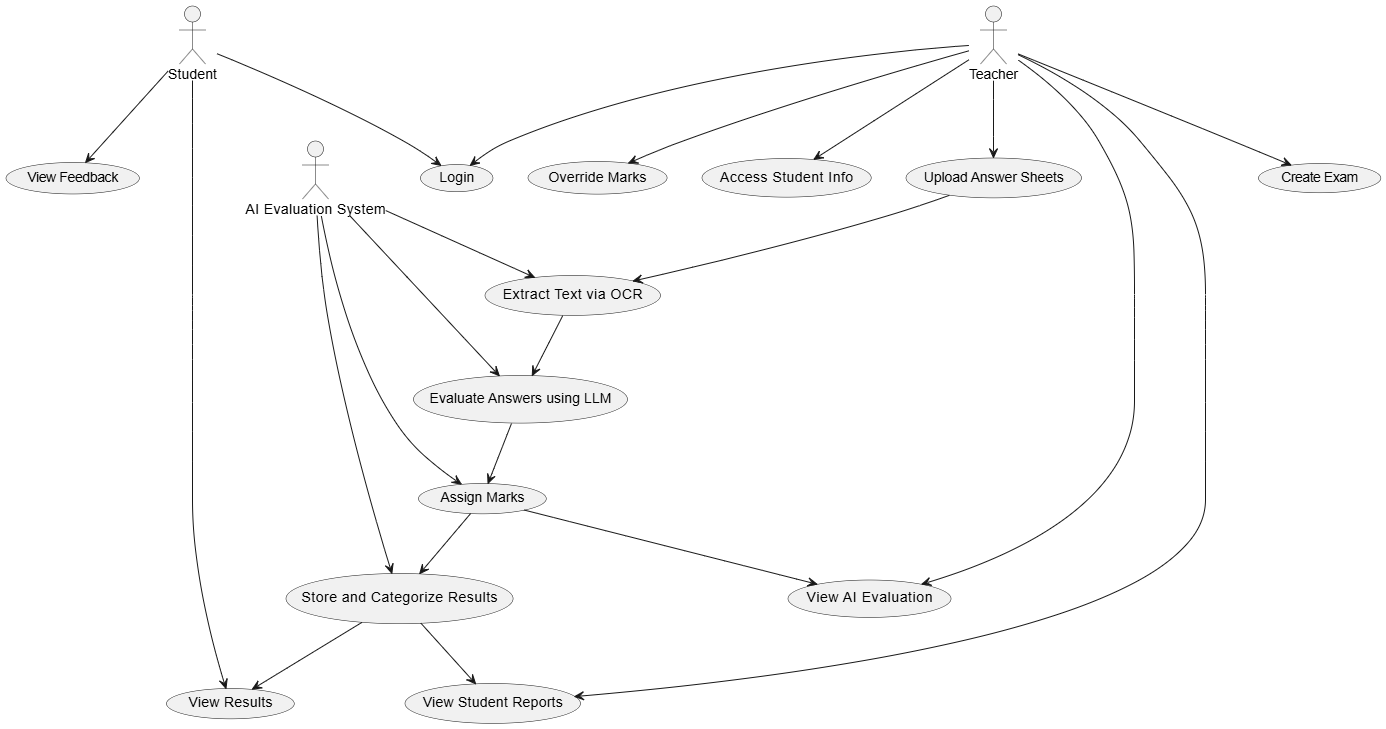 Student
Teacher
View Feedback
Login
Override Marks
Access Student Info
Upload Answer Sheets
Create Exam
AI Evaluation System
Extract Text via OCR
Evaluate Answers using LLM
Assign Marks
Store and Categorize Results
View AI Evaluation
View Results
View Student Reports